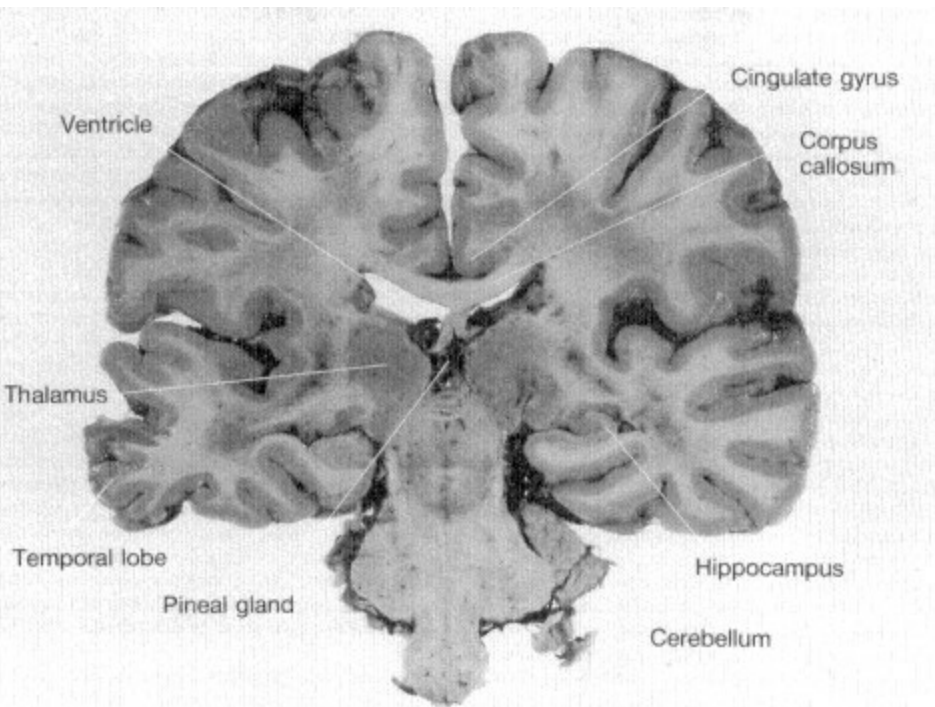 Cingulate gyrus
Ventricle
Corpus
callosum
Thalamus
Temporal lobe
Hippocampus
Pineal gland
Cerebellum